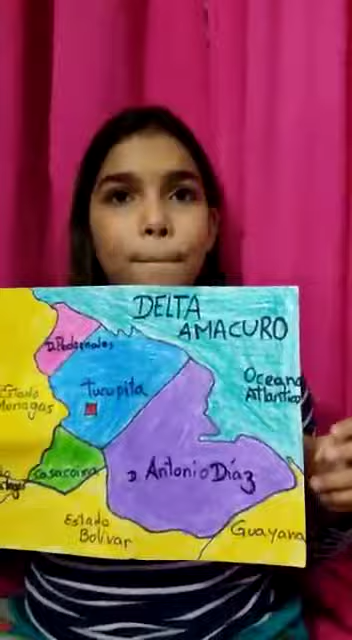 DELTA
AMACURO
D. Pedernales
Oceano
Atlantico
Estado
Monagas
Tucupita
Casacoima
D. Antonio Díaz
Estado
Bolívar
Guayana